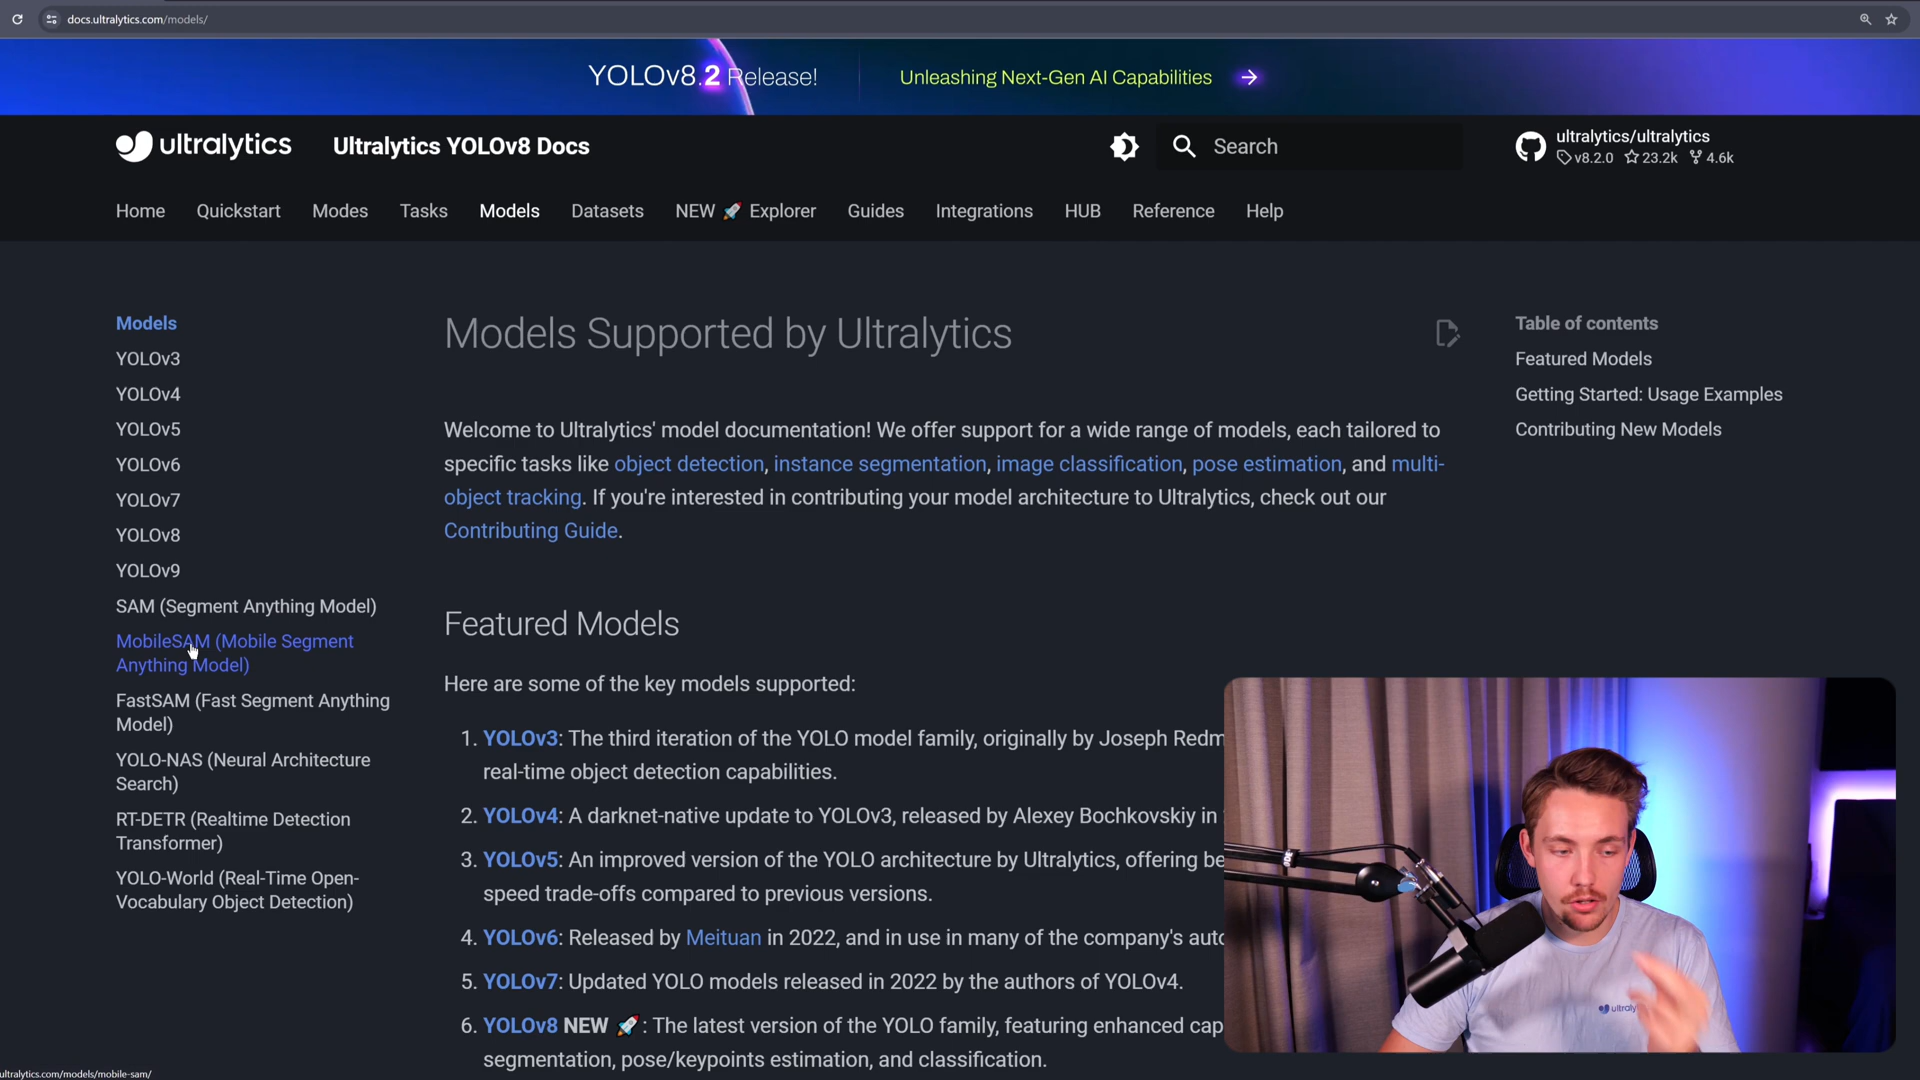 docs.ultralytics.com/models/
YOLOv8.2 Release!
Unleashing Next-Gen AI Capabilities
ultralytics
Ultralytics YOLOv8 Docs
Search
ultralytics/ultralytics
v8.2.0 23.2k 4.6k
Home Quickstart Modes Tasks Models Datasets NEW 🚀 Explorer Guides Integrations HUB Reference Help
Models
YOLOv3
YOLOv4
YOLOv5
YOLOv6
YOLOv7
YOLOv8
YOLOv9
SAM (Segment Anything Model)
MobileSAM (Mobile Segment
Anything Model)
FastSAM (Fast Segment Anything
Model)
YOLO-NAS (Neural Architecture
Search)
RT-DETR (Realtime Detection
Transformer)
YOLO-World (Real-Time Open-
Vocabulary Object Detection)
Models Supported by Ultralytics
Welcome to Ultralytics' model documentation! We offer support for a wide range of models, each tailored to
specific tasks like object detection, instance segmentation, image classification, pose estimation, and multi-
object tracking. If you're interested in contributing your model architecture to Ultralytics, check out our
Contributing Guide.
Featured Models
Here are some of the key models supported:
1. YOLOv3: The third iteration of the YOLO model family, originally by Joseph Redm
real-time object detection capabilities.
2. YOLOv4: A darknet-native update to YOLOv3, released by Alexey Bochkovskiy in
3. YOLOv5: An improved version of the YOLO architecture by Ultralytics, offering be
speed trade-offs compared to previous versions.
4. YOLOv6: Released by Meituan in 2022, and in use in many of the company's auto
5. YOLOv7: Updated YOLO models released in 2022 by the authors of YOLOv4.
6. YOLOv8 NEW 🚀: The latest version of the YOLO family, featuring enhanced cap
segmentation, pose/keypoints estimation, and classification.
Table of contents
Featured Models
Getting Started: Usage Examples
Contributing New Models
ultraly
ultralytics.com/models/mobile-sam/